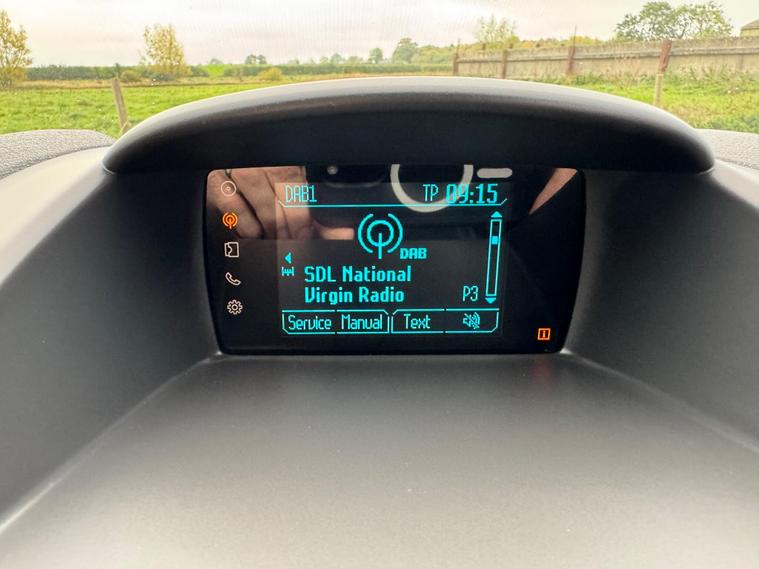 DAB1 TP 09:15
DAB
SDL National
Virgin Radio P3
Service Manual Text